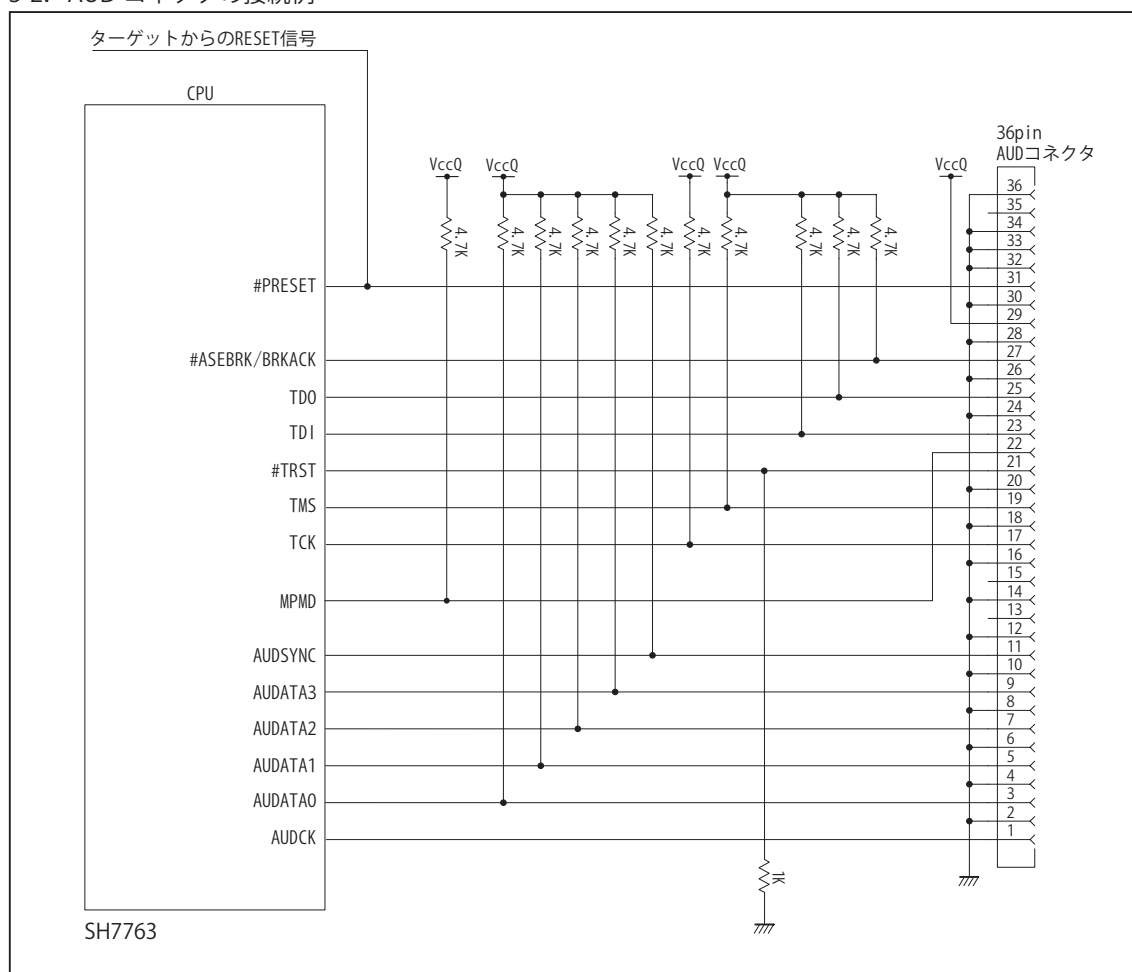 ターゲットからのRESET信号
CPU
36pin
AUDコネクタ
VccQ
VccQ
VccQ
VccQ
VccQ
4.7K
4.7K
4.7K
4.7K
4.7K
4.7K
4.7K
4.7K
4.7K
4.7K
4.7K
#PRESET
#ASEBRK/BRKACK
TDO
TDI
#TRST
TMS
TCK
MPMD
AUDSYNC
AUDATA3
AUDATA2
AUDATA1
AUDATA0
AUDCK
36
35
34
33
32
31
30
29
28
27
26
25
24
23
22
21
20
19
18
17
16
15
14
13
12
11
10
9
8
7
6
5
4
3
2
1
1K
SH7763